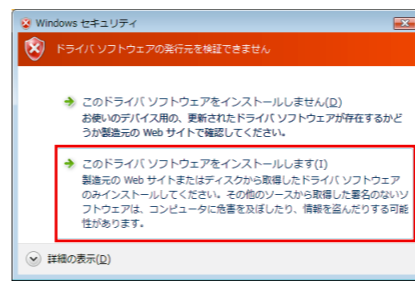 Windows セキュリティ
ドライバ ソフトウェアの発行元を検証できません
このドライバ ソフトウェアをインストールしません(D)
お使いのデバイス用の、更新されたドライバ ソフトウェアが存在するかど
うか製造元の Web サイトで確認してください。
このドライバ ソフトウェアをインストールします(I)
製造元の Web サイトまたはディスクから取得したドライバ ソフトウェア
のみインストールしてください。その他のソースから取得した署名のないソ
フトウェアは、コンピュータに危害を及ぼしたり、情報を盗んだりする可能
性があります。
詳細の表示(D)